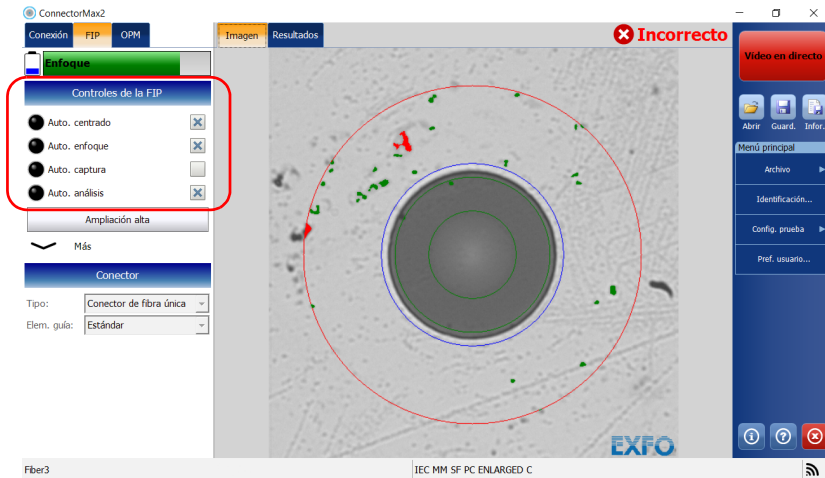 ConnectorMax2
Conexión FIP OPM
Imagen Resultados
Incorrecto
Enfoque
Controles de la FIP
Auto. centrado
Auto. enfoque
Auto. captura
Auto. análisis
Ampliación alta
Más
Conector
Tipo: Conector de fibra única
Elem. guía: Estándar
Vídeo en directo
Abrir Guard. Infor.
Menú principal
Archivo
Identificación...
Config. prueba
Pref. usuario...
EXFO
Fiber3
IEC MM SF PC ENLARGED C